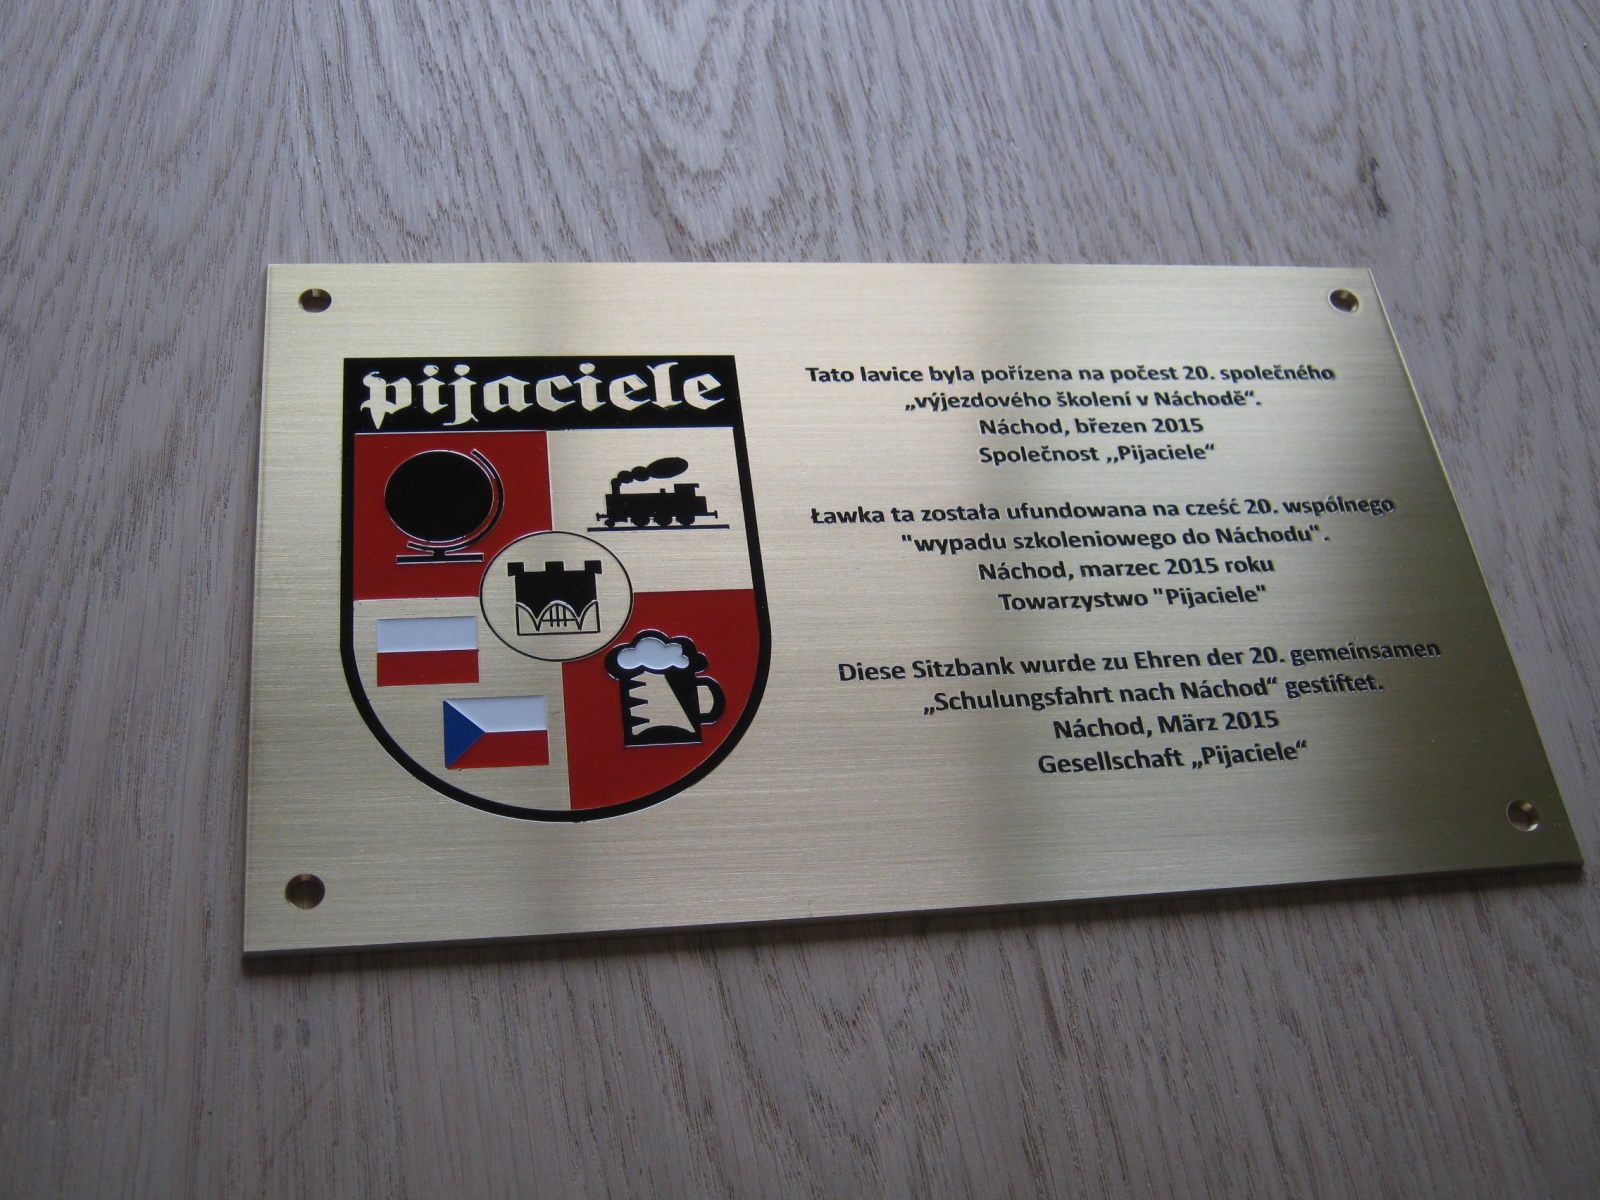 pijaciele
Tato lavice byla pořízena na počest 20. společného
„výjezdového školení v Náchodě“.
Náchod, březen 2015
Společnost ,,Pijaciele“
Ławka ta została ufundowana na cześć 20. wspólnego
"wypadu szkoleniowego do Náchodu".
Náchod, marzec 2015 roku
Towarzystwo "Pijaciele"
Diese Sitzbank wurde zu Ehren der 20. gemeinsamen
„Schulungsfahrt nach Náchod“ gestiftet.
Náchod, März 2015
Gesellschaft „Pijaciele“